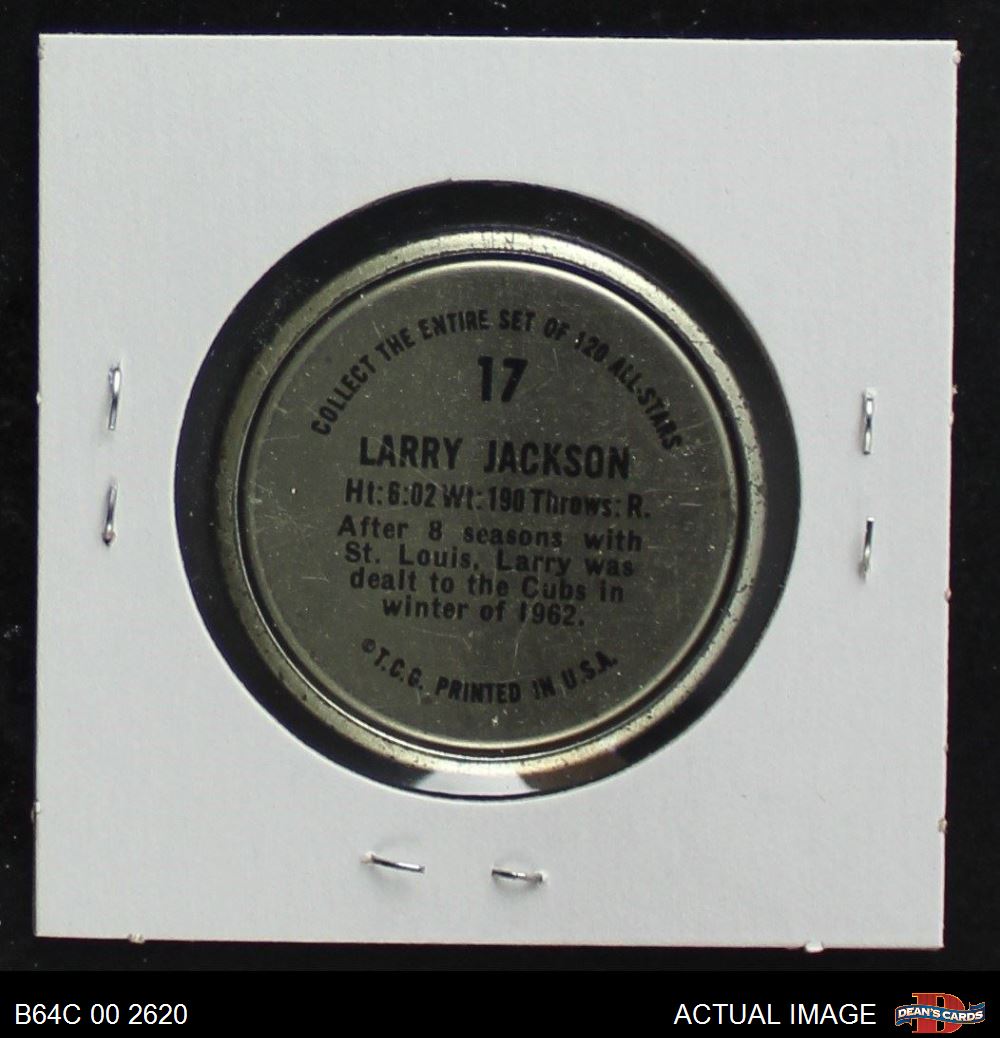 COLLECT THE ENTIRE SET OF 120 ALL-STARS
17
LARRY JACKSON
Ht: 6:02 Wt: 190 Throws: R.
After 8 seasons with
St. Louis, Larry was
dealt to the Cubs in
winter of 1962.
©T.C.G. PRINTED IN U.S.A.
B64C 00 2620
ACTUAL IMAGE
D
DEAN'S CARDS